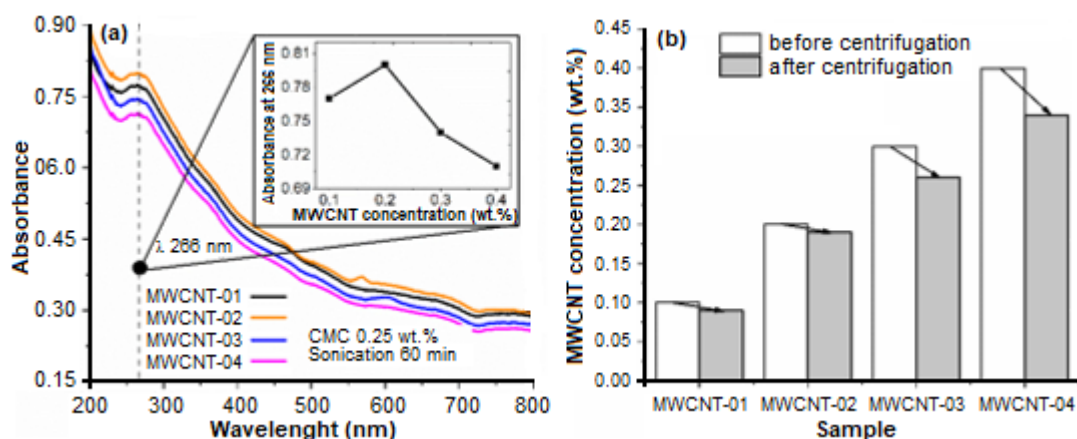 (a)
Absorbance
0.90
0.75
06.0
0.45
0.30
0.15
200
300
400
500
600
700
800
Wavelenght (nm)
λ 266 nm
MWCNT-01
MWCNT-02
MWCNT-03
MWCNT-04
CMC 0.25 wt.%
Sonication 60 min
Absorbance at 266 nm
0.81
0.78
0.75
0.72
0.69
0.1
0.2
0.3
0.4
MWCNT concentration (wt.%)
(b)
before centrifugation
after centrifugation
MWCNT concentration (wt.%)
0.45
0.40
0.35
0.30
0.25
0.20
0.15
0.10
0.05
0.00
MWCNT-01
MWCNT-02
MWCNT-03
MWCNT-04
Sample